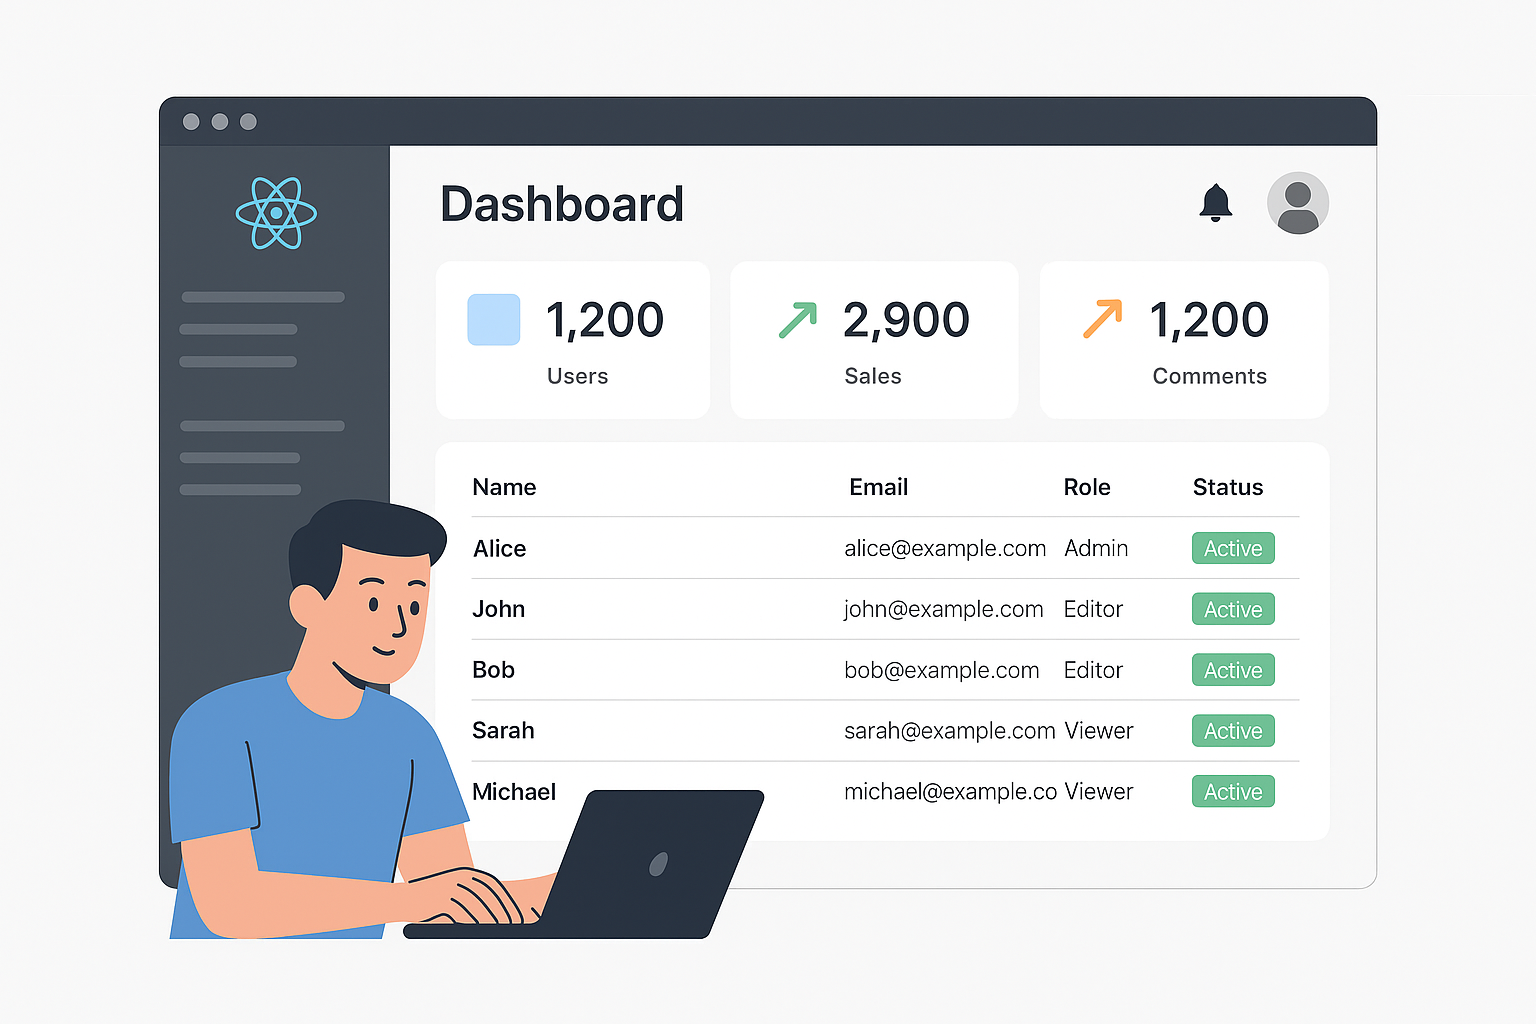 Dashboard
1,200
Users
2,900
Sales
1,200
Comments
Name Email Role Status
Alice alice@example.com Admin Active
John john@example.com Editor Active
Bob bob@example.com Editor Active
Sarah sarah@example.com Viewer Active
Michael michael@example.co Viewer Active